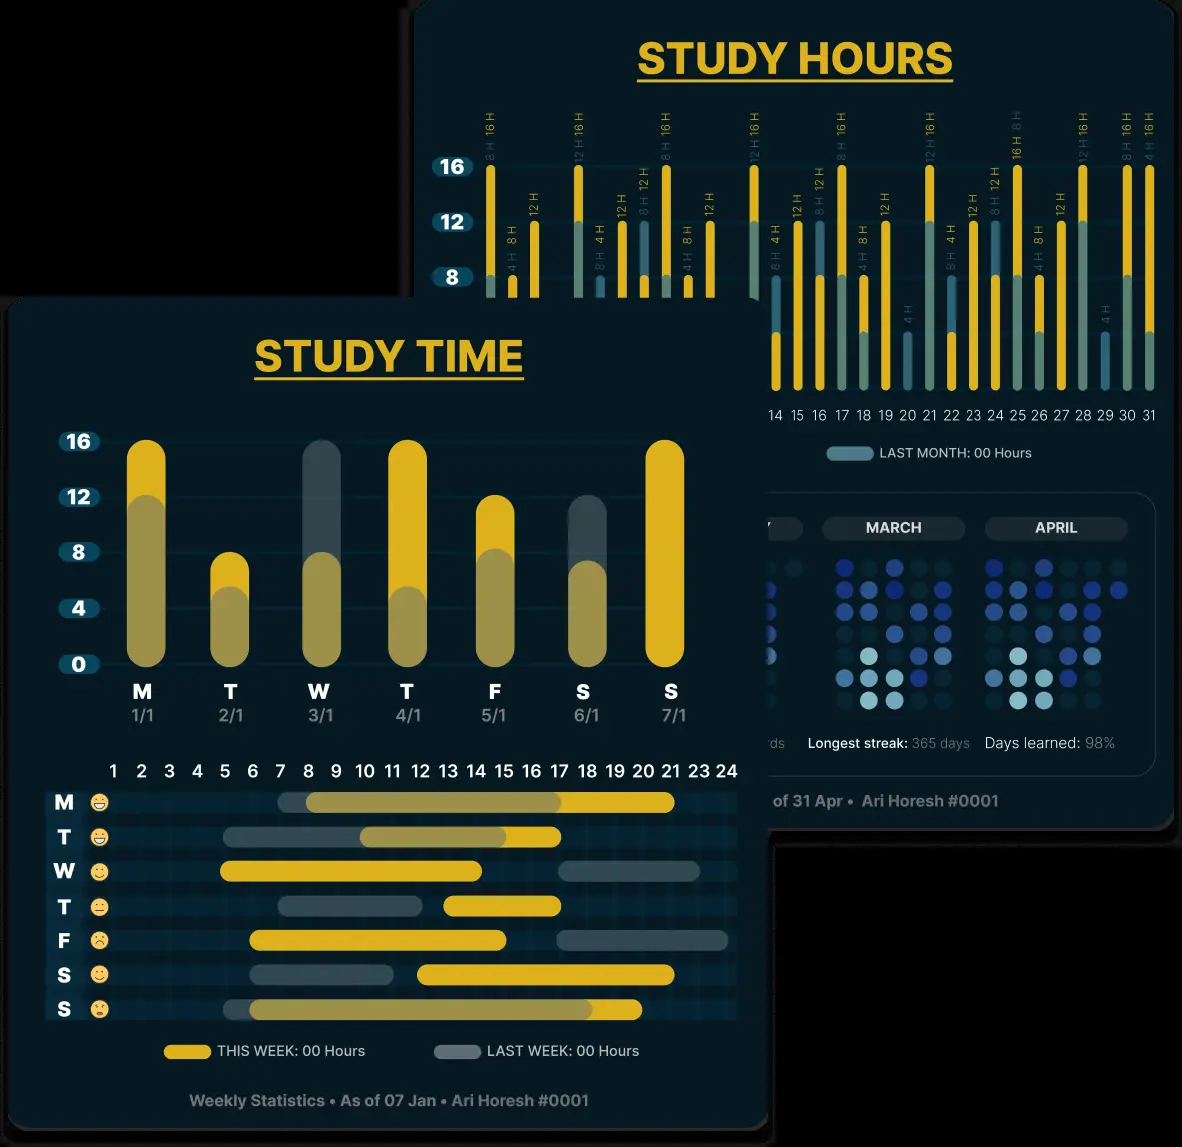 STUDY HOURS
8 H 16 H
4 H 8 H
12 H
12 H 16 H
8 H 4 H
12 H
8 H 12 H
8 H 16 H
4 H 8 H
12 H
12 H 16 H
8 H 4 H
12 H
8 H 12 H
8 H 16 H
4 H 8 H
12 H
4 H
12 H 16 H
8 H 4 H
12 H
8 H 12 H
16 H 8 H
4 H 8 H
12 H
12 H 16 H
4 H
8 H 16 H
4 H 16 H
16
12
8
14 15 16 17 18 19 20 21 22 23 24 25 26 27 28 29 30 31
LAST MONTH: 00 Hours
MARCH APRIL
rds Longest streak: 365 days Days learned: 98%
of 31 Apr • Ari Horesh #0001
STUDY TIME
16
12
8
4
0
M T W T F S S
1/1 2/1 3/1 4/1 5/1 6/1 7/1
1 2 3 4 5 6 7 8 9 10 11 12 13 14 15 16 17 18 19 20 21 23 24
M
T
W
T
F
S
S
THIS WEEK: 00 Hours LAST WEEK: 00 Hours
Weekly Statistics • As of 07 Jan • Ari Horesh #0001